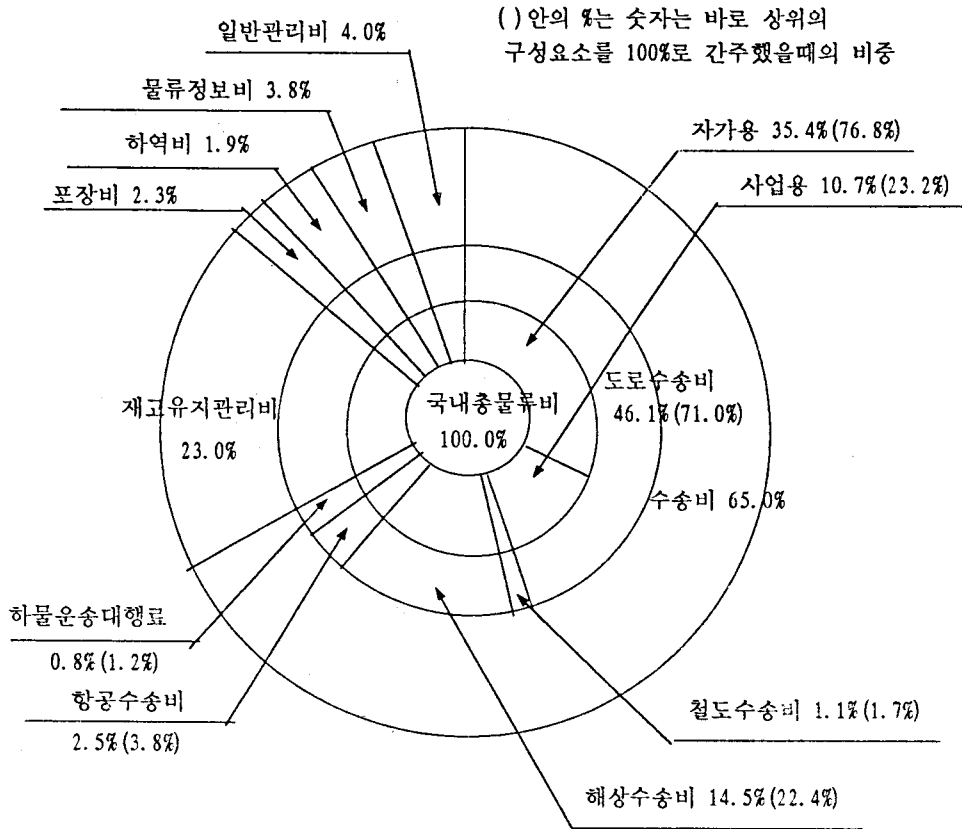 ( )안의 %는 숫자는 바로 상위의
구성요소를 100%로 간주했을때의 비중
일반관리비 4.0%
물류정보비 3.8%
하역비 1.9%
포장비 2.3%
자가용 35.4%(76.8%)
사업용 10.7%(23.2%)
도로수송비
46.1%(71.0%)
국내총물류비
100.0%
재고유지관리비
23.0%
수송비 65.0%
하물운송대행료
0.8%(1.2%)
항공수송비
2.5%(3.8%)
철도수송비 1.1%(1.7%)
해상수송비 14.5%(22.4%)